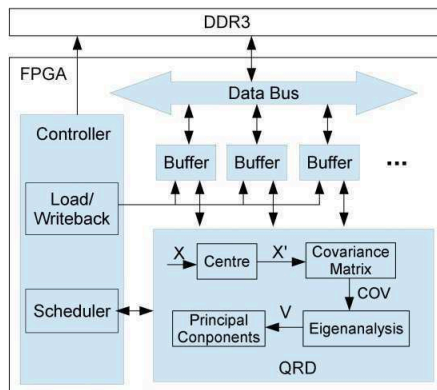 DDR3
FPGA
Data Bus
Controller
Buffer
Buffer
Buffer
...
Load/
Writeback
X
Centre
X'
Covariance
Matrix
COV
Scheduler
Principal
Components
V
Eigenanalysis
QRD